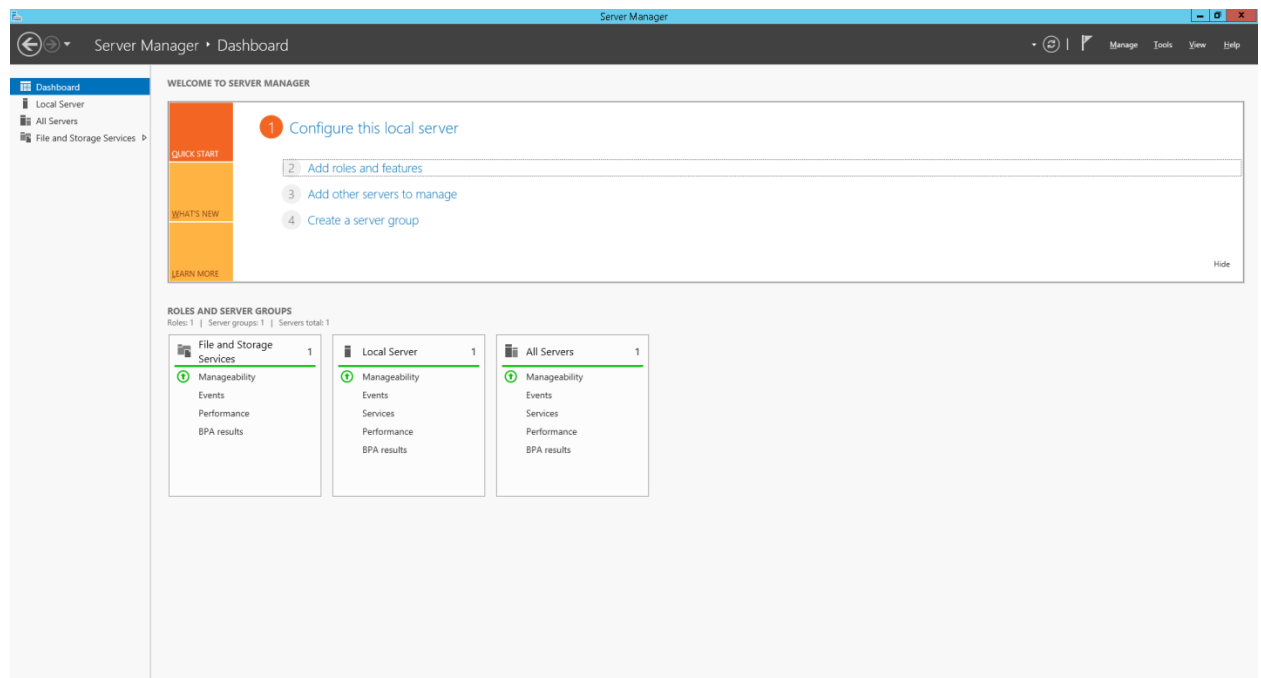 Server Manager
Server Manager ‣ Dashboard
Manage Tools View Help
Dashboard
Local Server
All Servers
File and Storage Services
WELCOME TO SERVER MANAGER
QUICK START
WHAT'S NEW
LEARN MORE
1 Configure this local server
2 Add roles and features
3 Add other servers to manage
4 Create a server group
Hide
ROLES AND SERVER GROUPS
Roles: 1 | Server groups: 1 | Servers total: 1
File and Storage
Services 1
Manageability
Events
Performance
BPA results
Local Server 1
Manageability
Events
Services
Performance
BPA results
All Servers 1
Manageability
Events
Services
Performance
BPA results